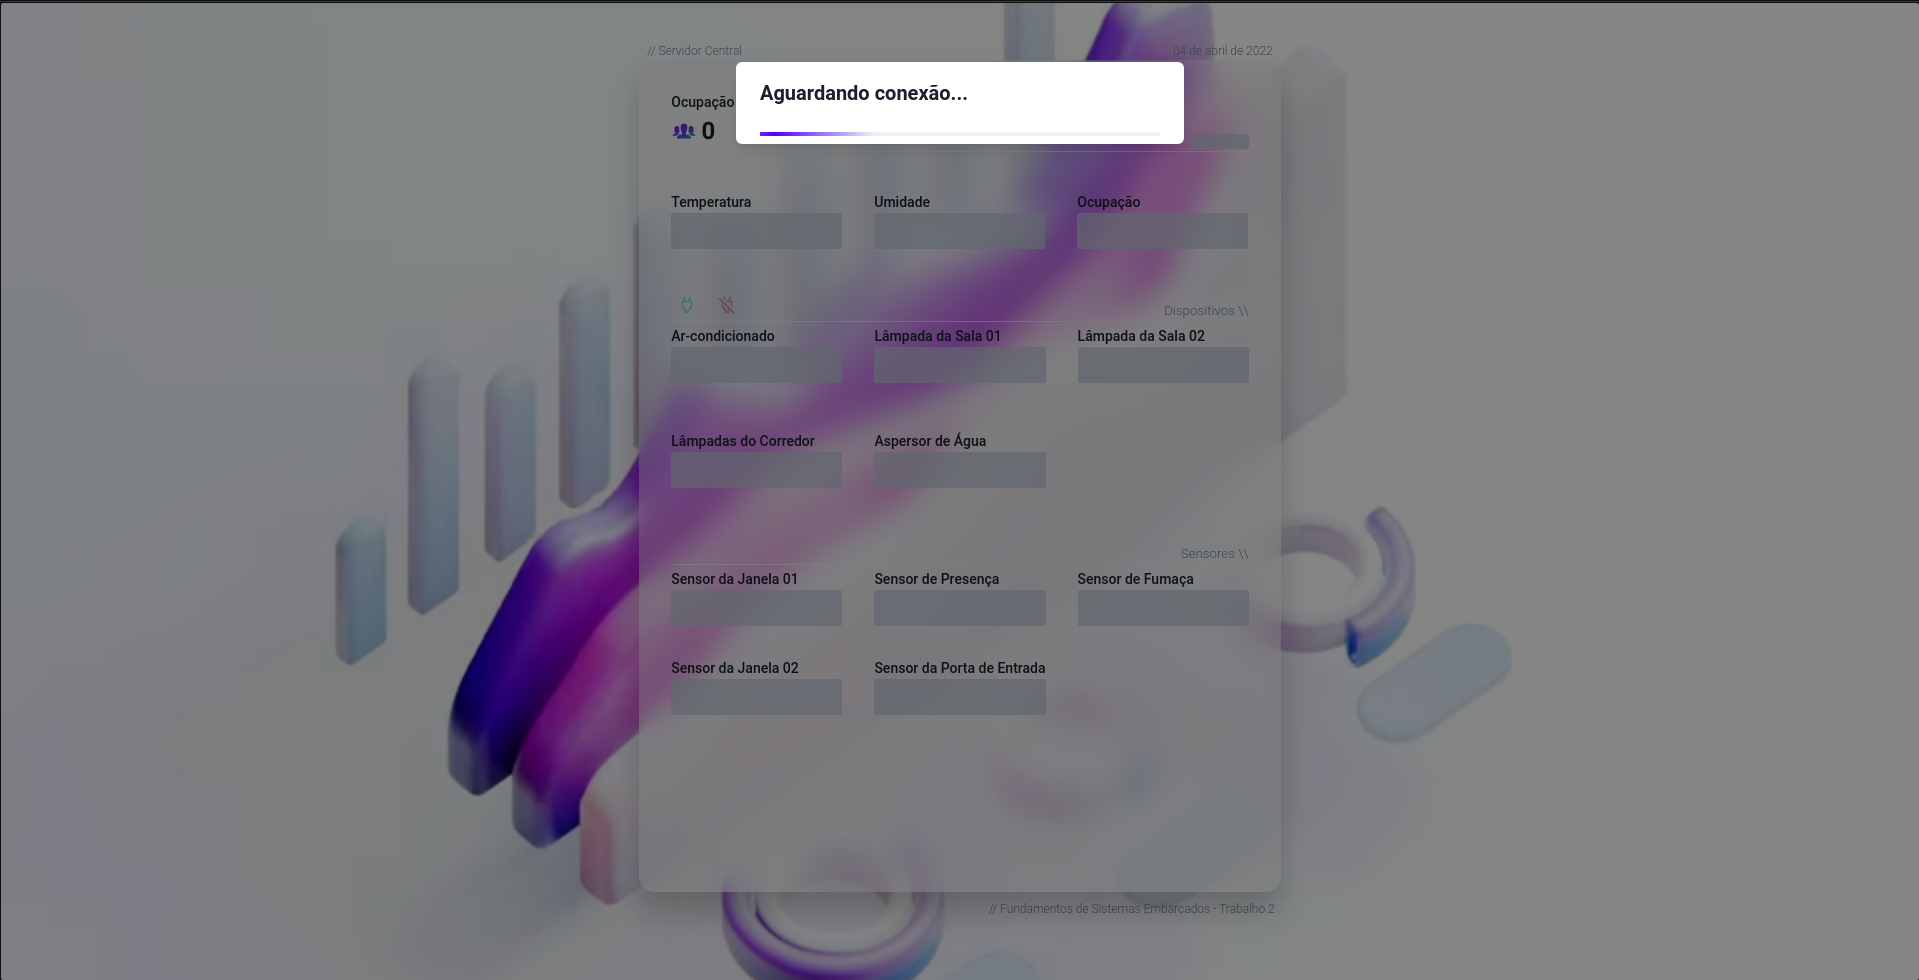 // Servidor Central
04 de abril de 2022
Aguardando conexão...
Ocupação
0
Temperatura
Umidade
Ocupação
Dispositivos \\
Ar-condicionado
Lâmpada da Sala 01
Lâmpada da Sala 02
Lâmpadas do Corredor
Aspersor de Água
Sensores \\
Sensor da Janela 01
Sensor de Presença
Sensor de Fumaça
Sensor da Janela 02
Sensor da Porta de Entrada
// Fundamentos de Sistemas Embarcados - Trabalho 2